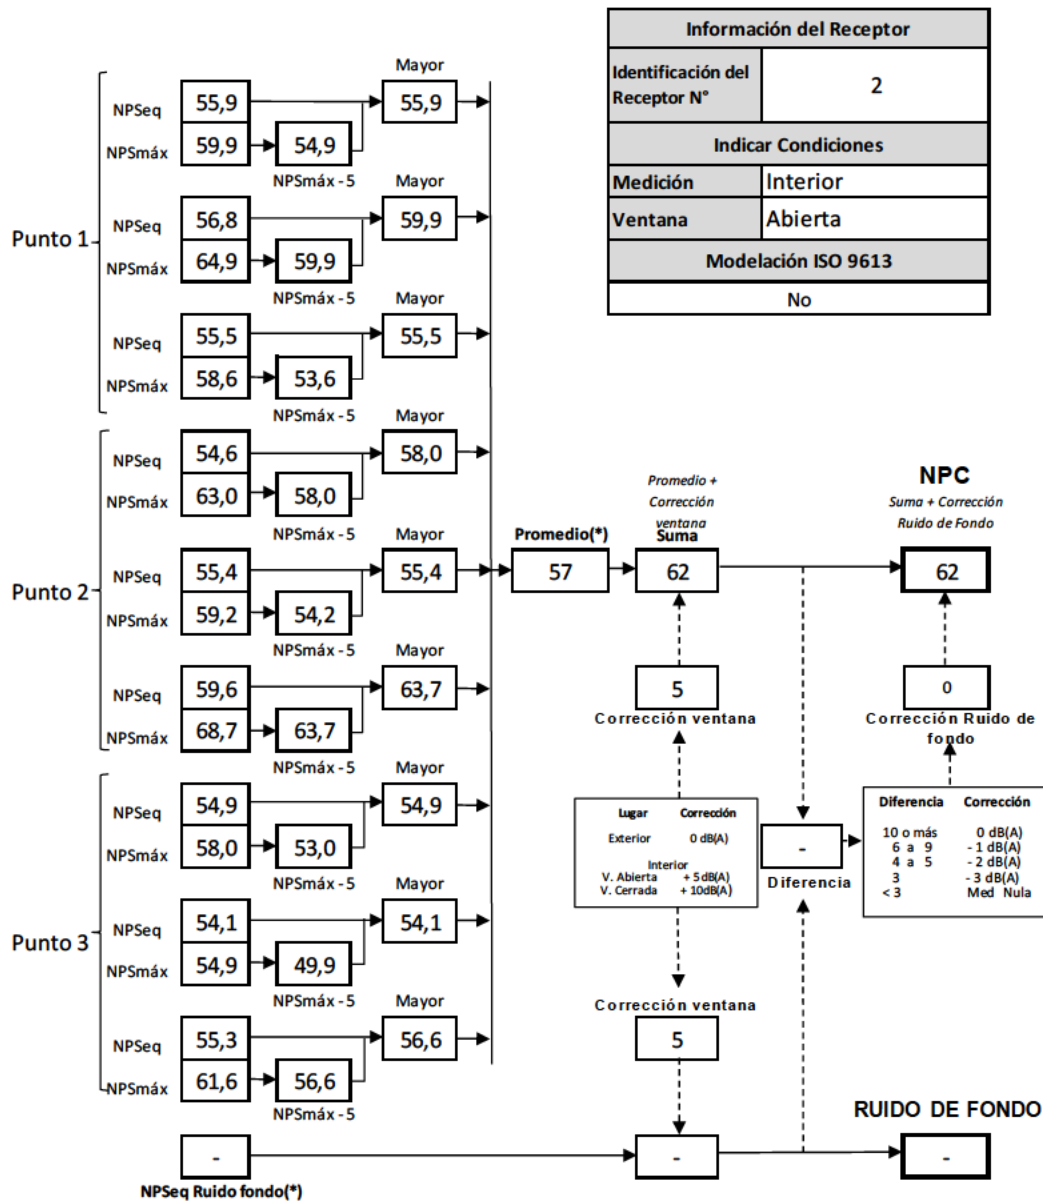 Información del Receptor
Identificación del Receptor N°
2
Indicar Condiciones
Medición Interior
Ventana Abierta
Modelación ISO 9613
No
Punto 1
Mayor
NPSeq 55,9 55,9
NPSmáx 59,9 54,9
NPSmáx - 5
Mayor
NPSeq 56,8 59,9
NPSmáx 64,9 59,9
NPSmáx - 5
Mayor
NPSeq 55,5 55,5
NPSmáx 58,6 53,6
NPSmáx - 5
Punto 2
Mayor
NPSeq 54,6 58,0
NPSmáx 63,0 58,0
NPSmáx - 5
Mayor
NPSeq 55,4 55,4
NPSmáx 59,2 54,2
NPSmáx - 5
Mayor
NPSeq 59,6 63,7
NPSmáx 68,7 63,7
NPSmáx - 5
Punto 3
Mayor
NPSeq 54,9 54,9
NPSmáx 58,0 53,0
NPSmáx - 5
Mayor
NPSeq 54,1 54,1
NPSmáx 54,9 49,9
NPSmáx - 5
Mayor
NPSeq 55,3 56,6
NPSmáx 61,6 56,6
NPSmáx - 5
-
NPSeq Ruido fondo(*)
Promedio(*)
57
Promedio +
Corrección
ventana
Suma
62
5
Corrección ventana
Lugar Corrección
Exterior 0 dB(A)
Interior
V. Abierta + 5 dB(A)
V. Cerrada + 10dB(A)
Corrección ventana
5
-
-
Diferencia
NPC
Suma + Corrección
Ruido de Fondo
62
0
Corrección Ruido de
fondo
Diferencia Corrección
10 o más 0 dB(A)
6 a 9 - 1 dB(A)
4 a 5 - 2 dB(A)
3 - 3 dB(A)
< 3 Med Nula
RUIDO DE FONDO
-